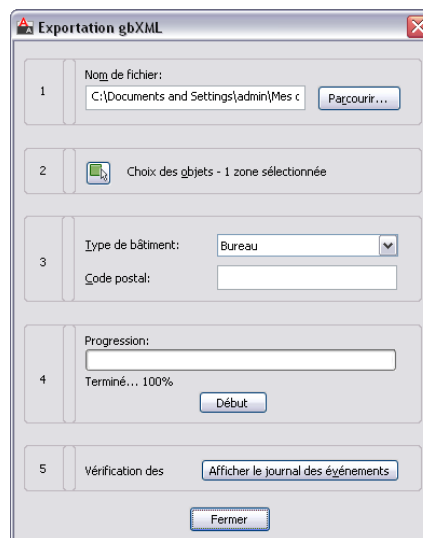 Exportation gbXML
1
Nom de fichier:
C:\Documents and Settings\admin\Mes
Parcourir...
2
Choix des objets - 1 zone sélectionnée
3
Type de bâtiment:
Bureau
Code postal:
4
Progression:
Terminé... 100%
Début
5
Vérification des
Afficher le journal des événements
Fermer